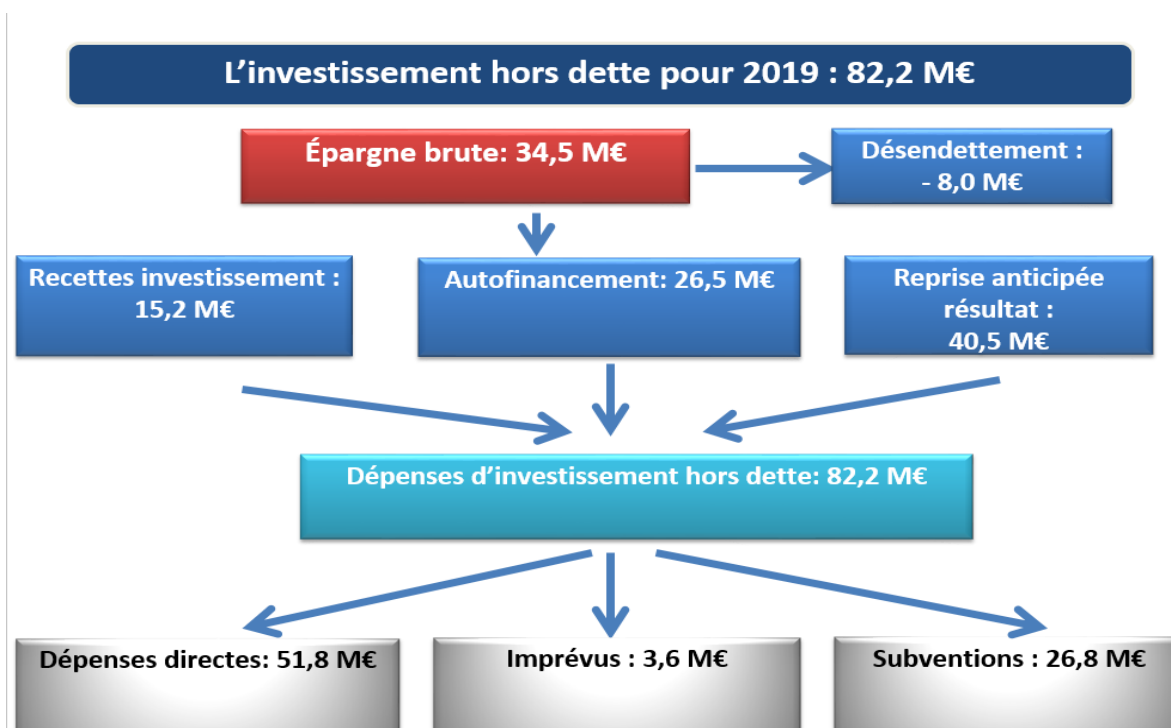 L’investissement hors dette pour 2019 : 82,2 M€
Épargne brute: 34,5 M€
Désendettement :
- 8,0 M€
Recettes investissement :
15,2 M€
Autofinancement: 26,5 M€
Reprise anticipée
résultat :
40,5 M€
Dépenses d’investissement hors dette: 82,2 M€
Dépenses directes: 51,8 M€
Imprévus : 3,6 M€
Subventions : 26,8 M€